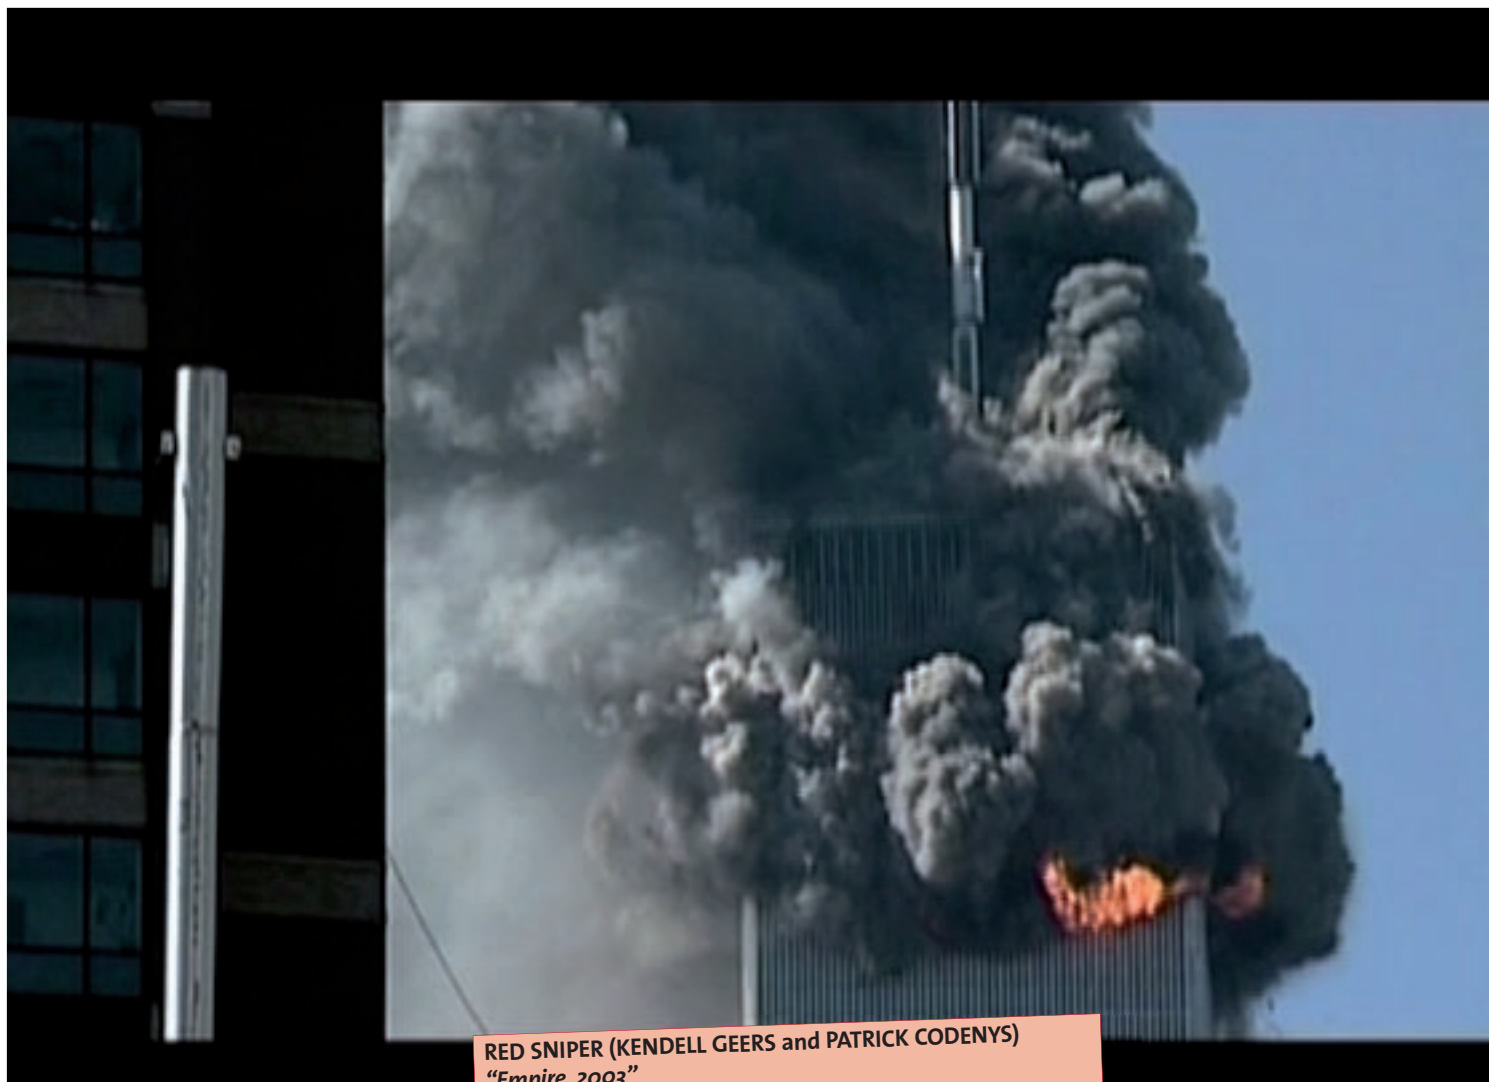 RED SNIPER (KENDELL GEERS and PATRICK CODENYS)
“Empire, 2003”